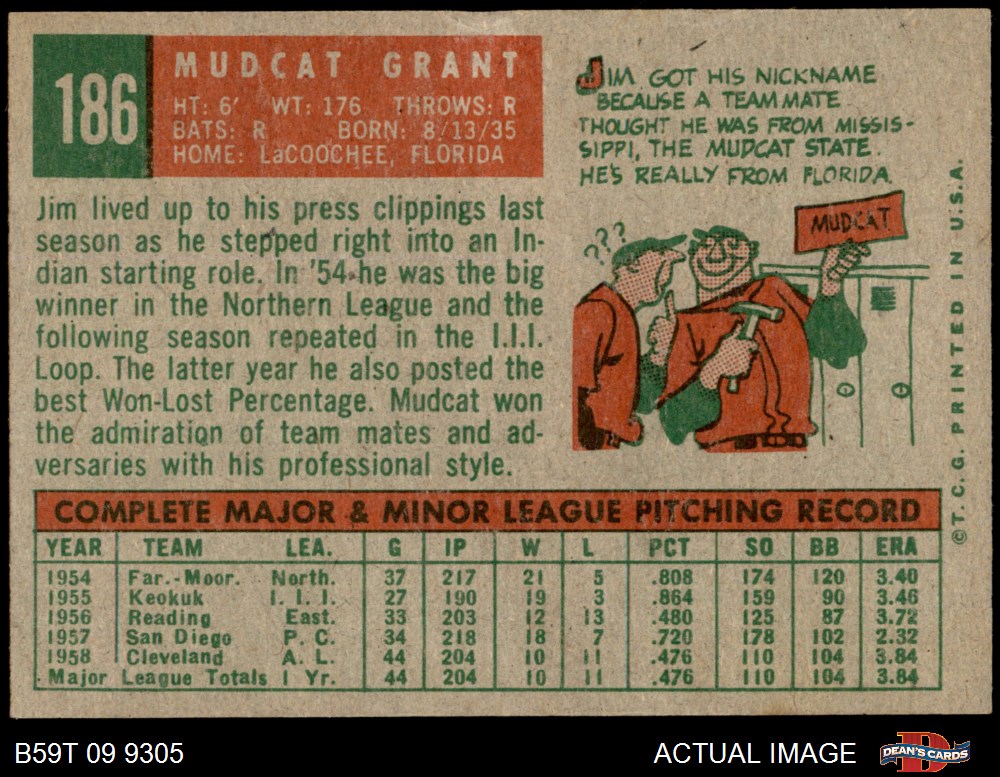 186
MUDCAT GRANT
HT: 6' WT: 176 THROWS: R
BATS: R BORN: 8/13/35
HOME: LaCOOCHEE, FLORIDA
JIM GOT HIS NICKNAME
BECAUSE A TEAM MATE
THOUGHT HE WAS FROM MISSIS-
SIPPI, THE MUDCAT STATE.
HE'S REALLY FROM FLORIDA.
???
MUDCAT
Jim lived up to his press clippings last
season as he stepped right into an In-
dian starting role. In '54 he was the big
winner in the Northern League and the
following season repeated in the I.I.I.
Loop. The latter year he also posted the
best Won-Lost Percentage. Mudcat won
the admiration of team mates and ad-
versaries with his professional style.
COMPLETE MAJOR & MINOR LEAGUE PITCHING RECORD
YEAR TEAM LEA. G IP W L PCT SO BB ERA
1954 Far.-Moor. North. 37 217 21 5 .808 174 120 3.40
1955 Keokuk I. I. I. 27 190 19 3 .864 159 90 3.46
1956 Reading East. 33 203 12 13 .480 125 87 3.72
1957 San Diego P. C. 34 218 18 7 .720 178 102 2.32
1958 Cleveland A. L. 44 204 10 11 .476 110 104 3.84
Major League Totals 1 Yr. 44 204 10 11 .476 110 104 3.84
© T. C. G. PRINTED IN U.S.A.
B59T 09 9305
ACTUAL IMAGE
DEAN'S CARDS